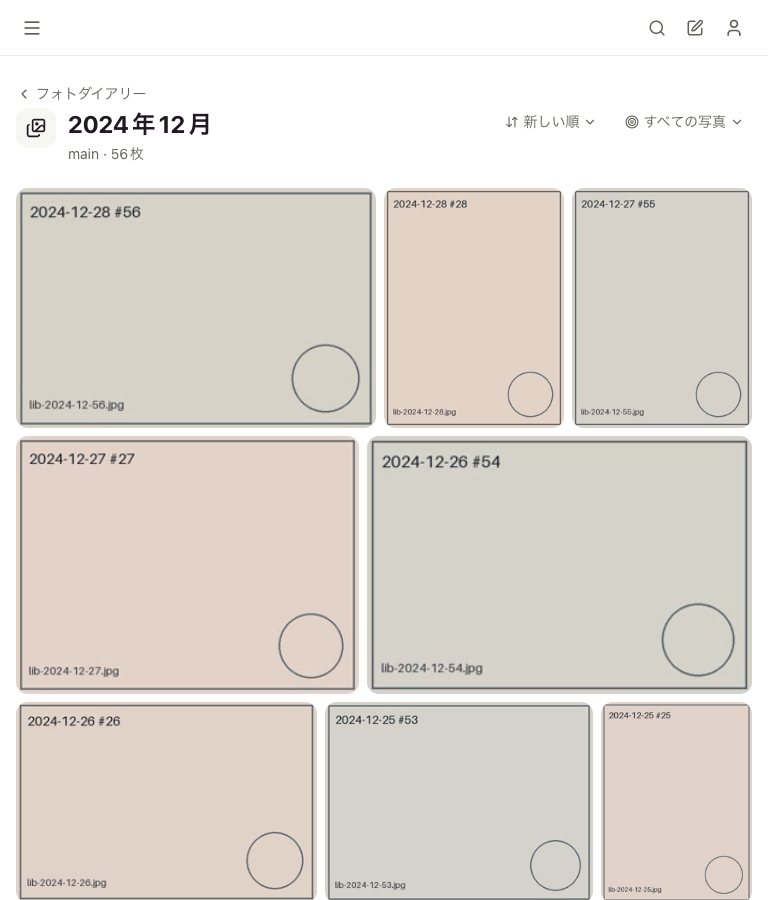 フォトダイアリー
2024年12月
main · 56枚
新しい順
すべての写真
2024-12-28 #56
lib-2024-12-56.jpg
2024-12-28 #28
lib-2024-12-28.jpg
2024-12-27 #55
lib-2024-12-55.jpg
2024-12-27 #27
lib-2024-12-27.jpg
2024-12-26 #54
lib-2024-12-54.jpg
2024-12-26 #26
lib-2024-12-26.jpg
2024-12-25 #53
lib-2024-12-53.jpg
2024-12-25 #25
lib-2024-12-25.jpg